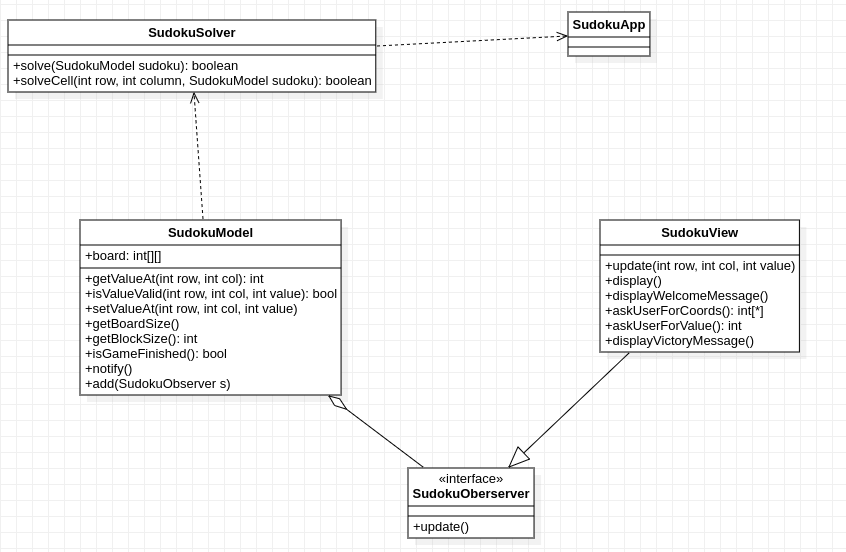 SudokuSolver
+solve(SudokuModel sudoku): boolean
+solveCell(int row, int column, SudokuModel sudoku): boolean
SudokuApp
SudokuModel
+board: int[][]
+getValueAt(int row, int col): int
+isValueValid(int row, int col, int value): bool
+setValueAt(int row, int col, int value)
+getBoardSize()
+getBlockSize(): int
+isGameFinished(): bool
+notify()
+add(SudokuObserver s)
SudokuView
+update(int row, int col, int value)
+display()
+displayWelcomeMessage()
+askUserForCoords(): int[*]
+askUserForValue(): int
+displayVictoryMessage()
«interface»
SudokuOberserver
+update()